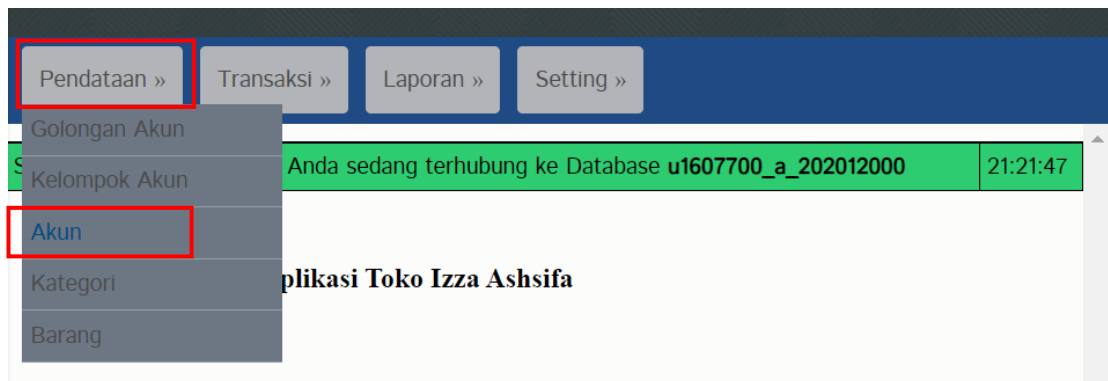 Pendataan » Transaksi » Laporan » Setting »
Golongan Akun
Anda sedang terhubung ke Database u1607700_a_202012000 21:21:47
Kelompok Akun
Akun
plikasi Toko Izza Ashsifa
Kategori
Barang